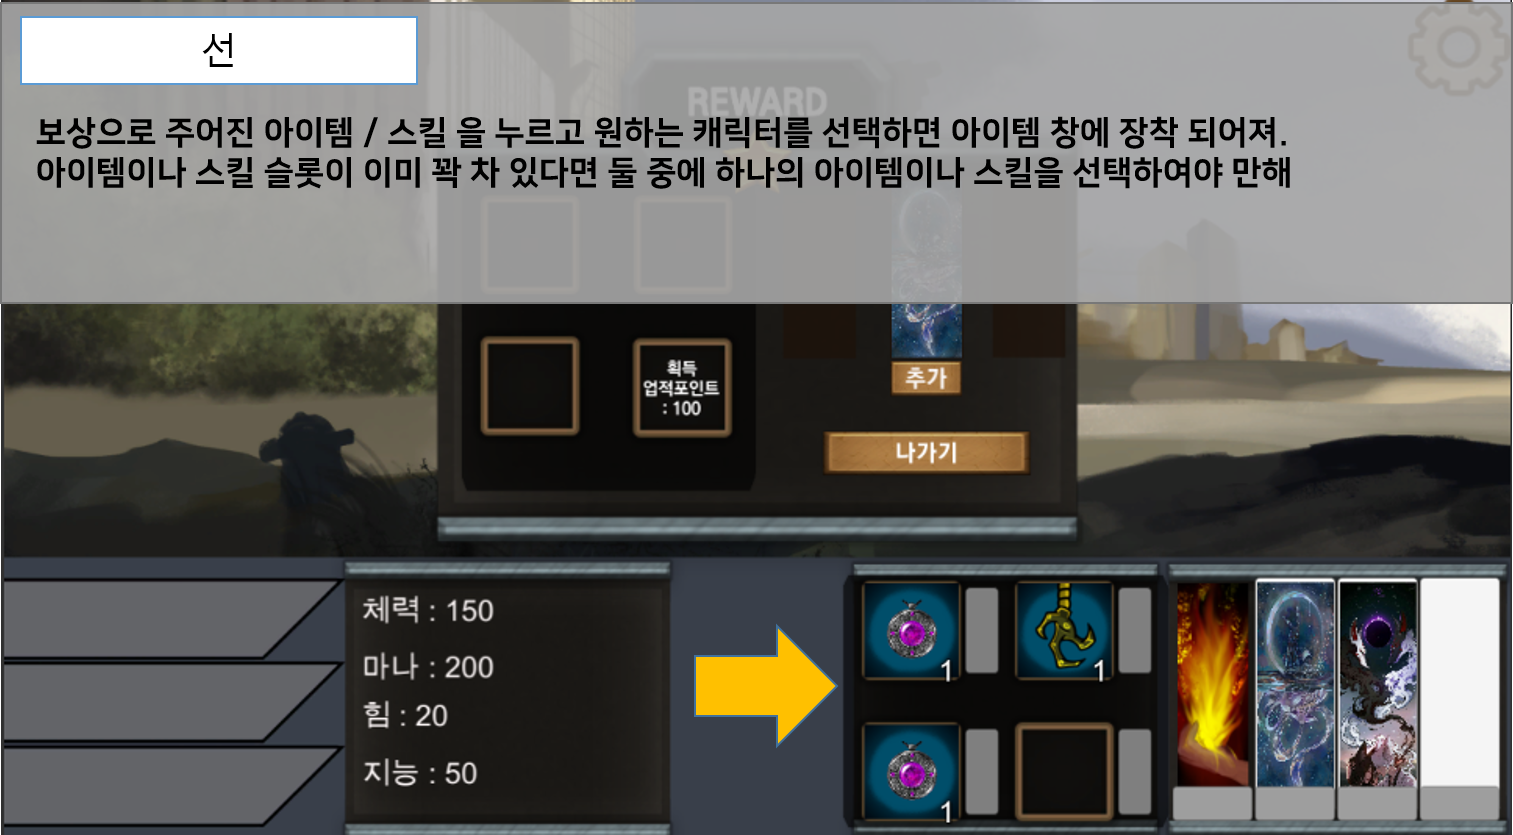 선
보상으로 주어진 아이템 / 스킬 을 누르고 원하는 캐릭터를 선택하면 아이템 창에 장착 되어져.
아이템이나 스킬 슬롯이 이미 꽉 차 있다면 둘 중에 하나의 아이템이나 스킬을 선택하여야 만해
REWARD
획득
업적포인트
: 100
추가
나가기
체력 : 150
마나 : 200
힘 : 20
지능 : 50
1
1
1